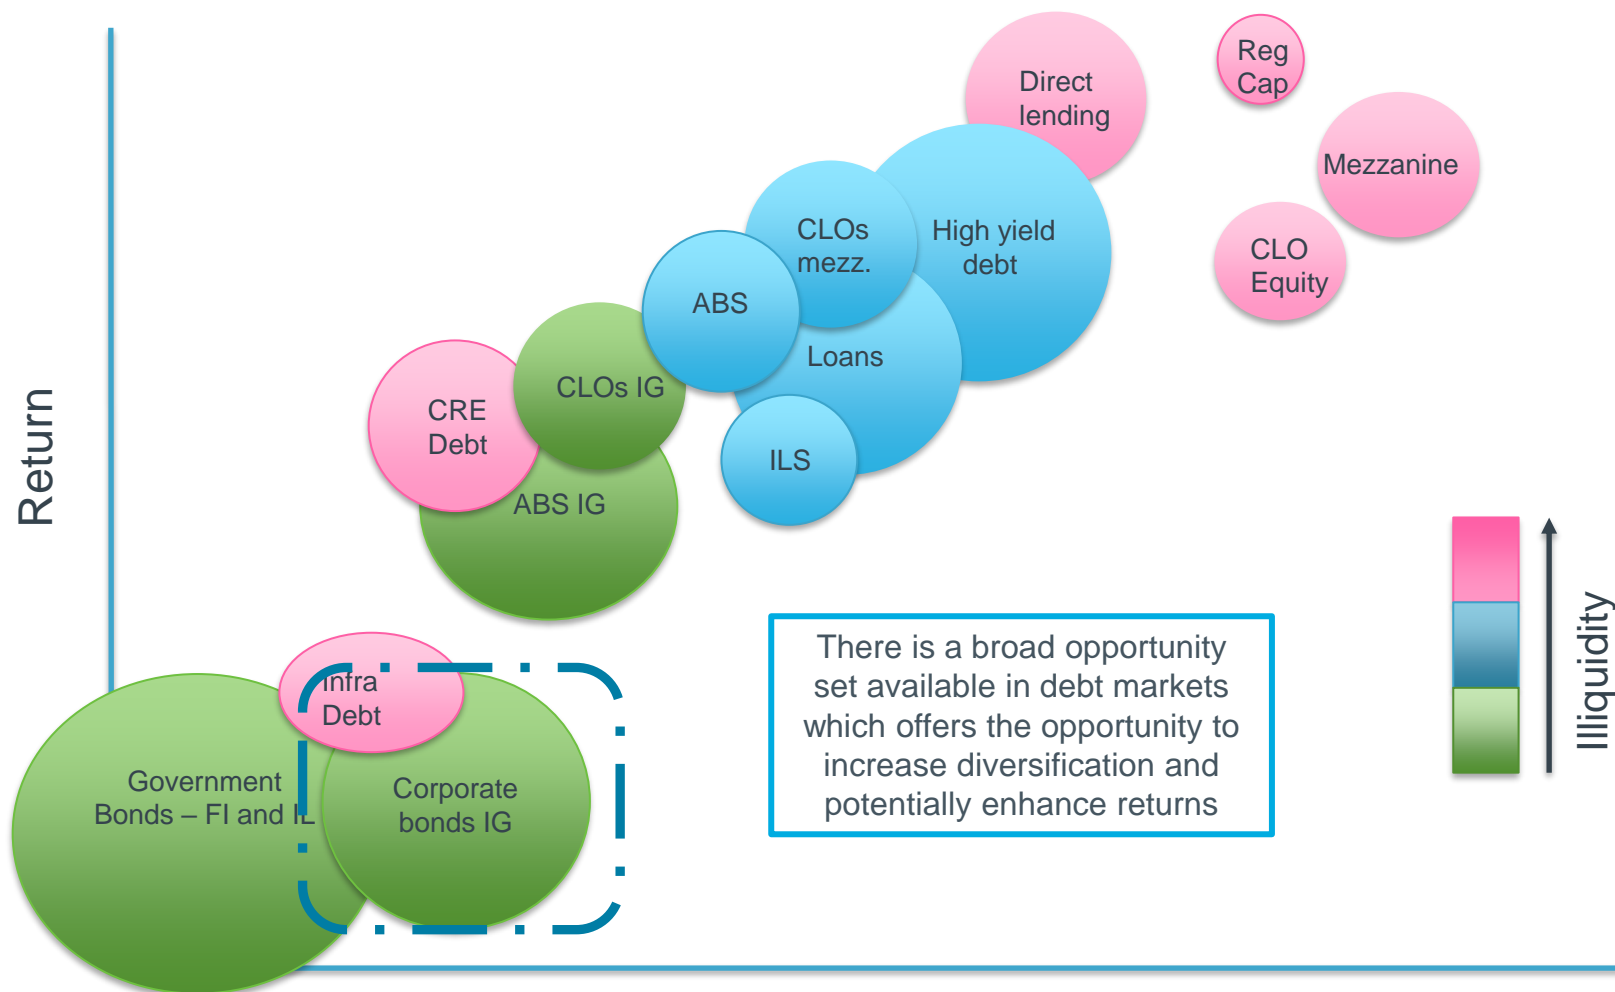 Return
Direct
lending
Reg
Cap
Mezzanine
CLOs
mezz.
High yield
debt
CLO
Equity
ABS
Loans
CLOs IG
CRE
Debt
ILS
ABS IG
Infra
Debt
Government
Bonds – FI and IL
Corporate
bonds IG
There is a broad opportunity
set available in debt markets
which offers the opportunity to
increase diversification and
potentially enhance returns
Illiquidity